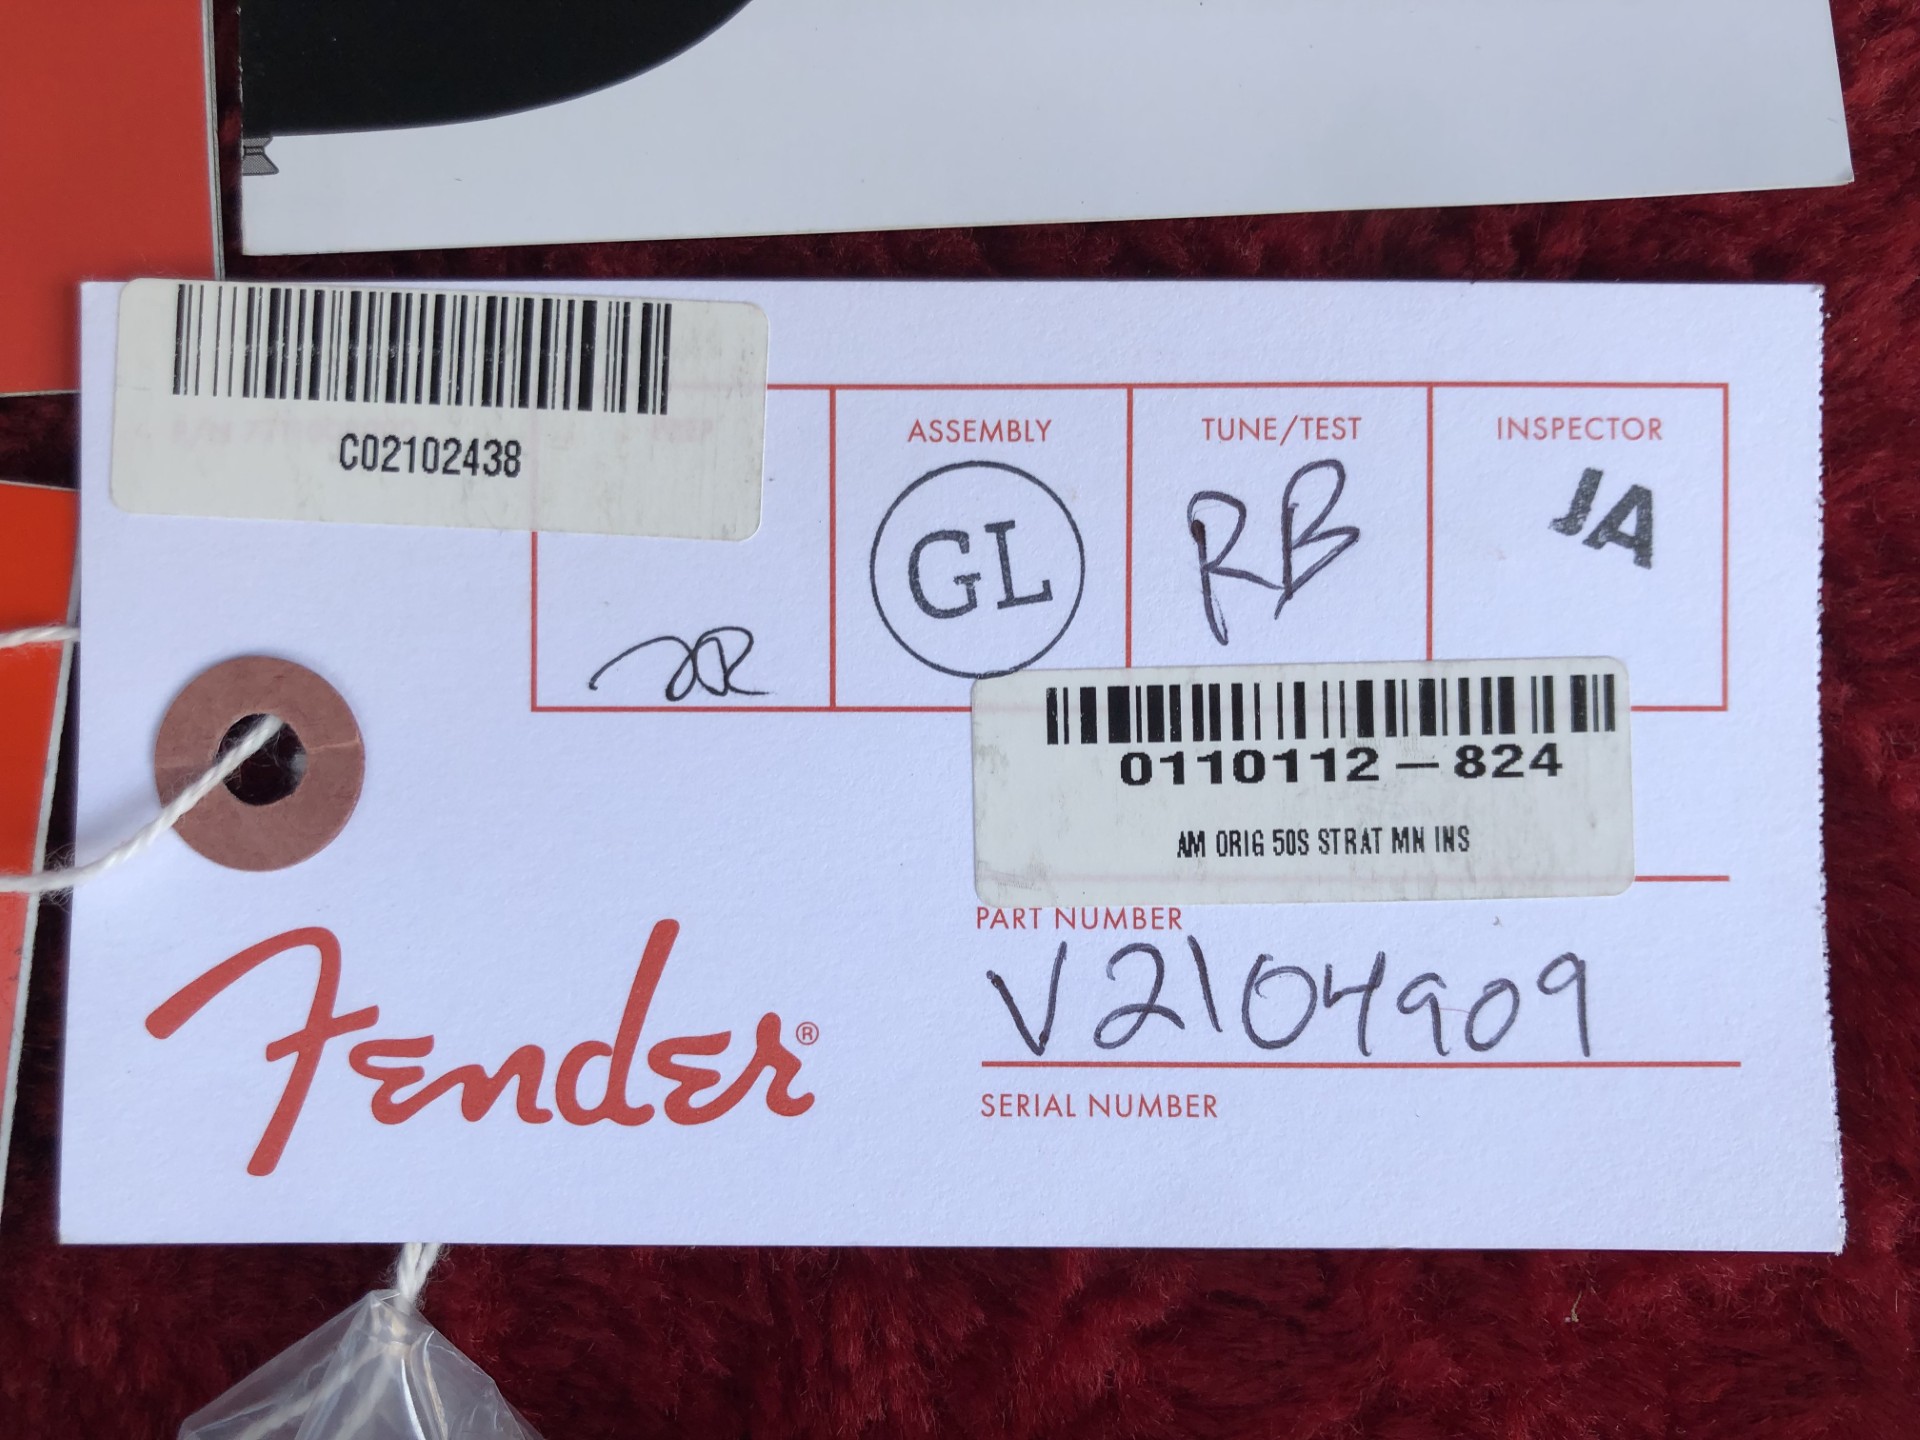 C02102438
ASSEMBLY
TUNE/TEST
INSPECTOR
GL
RB
JA
0110112-824
AM ORIG 50S STRAT MN INS
PART NUMBER
V2104909
SERIAL NUMBER
Fender®